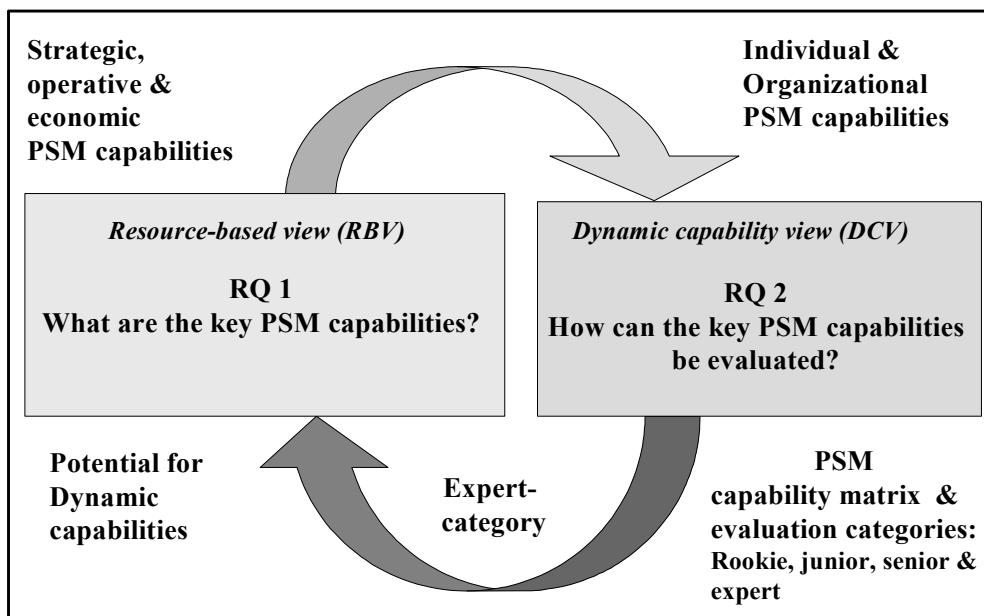 Strategic,
operative &
economic
PSM capabilities
Individual &
Organizational
PSM capabilities
Resource-based view (RBV)
RQ 1
What are the key PSM capabilities?
Dynamic capability view (DCV)
RQ 2
How can the key PSM capabilities
be evaluated?
Potential for
Dynamic
capabilities
Expert-
category
PSM
capability matrix &
evaluation categories:
Rookie, junior, senior &
expert